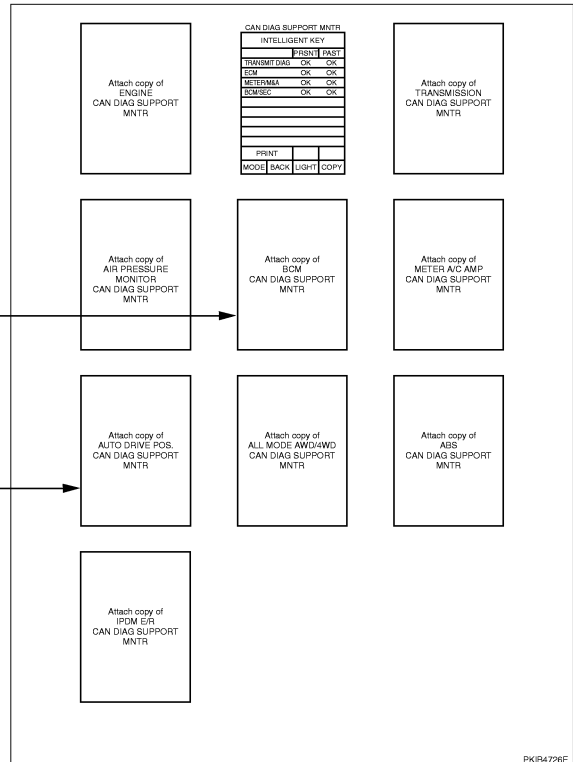 Attach copy of
ENGINE
CAN DIAG SUPPORT
MNTR
CAN DIAG SUPPORT MNTR
INTELLIGENT KEY
PRSNT PAST
TRANSMIT DIAG OK OK
ECM OK OK
METER/M&A OK OK
BCM/SEC OK OK
PRINT
MODE BACK LIGHT COPY
Attach copy of
TRANSMISSION
CAN DIAG SUPPORT
MNTR
Attach copy of
AIR PRESSURE
MONITOR
CAN DIAG SUPPORT
MNTR
Attach copy of
BCM
CAN DIAG SUPPORT
MNTR
Attach copy of
METER A/C AMP
CAN DIAG SUPPORT
MNTR
Attach copy of
AUTO DRIVE POS.
CAN DIAG SUPPORT
MNTR
Attach copy of
ALL MODE AWD/4WD
CAN DIAG SUPPORT
MNTR
Attach copy of
ABS
CAN DIAG SUPPORT
MNTR
Attach copy of
IPDM E/R
CAN DIAG SUPPORT
MNTR
PKIB4726E